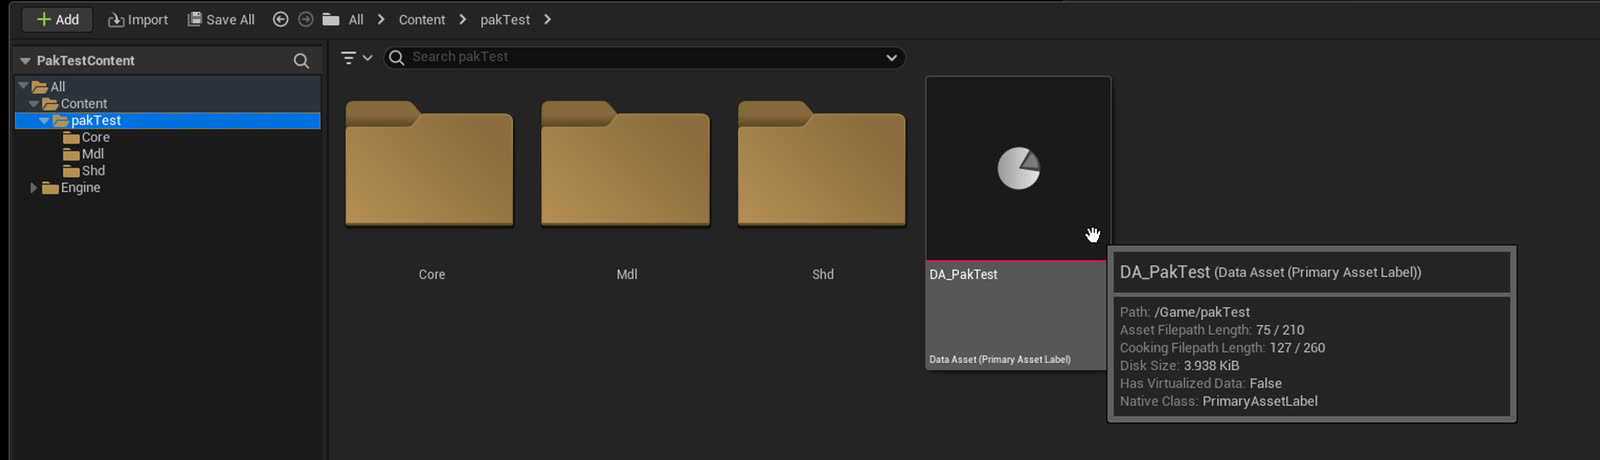 Add Import Save All All Content pakTest
PakTestContent
Search pakTest
All
Content
pakTest
Core
Mdl
Shd
Engine
Core
Mdl
Shd
DA_PakTest
Data Asset (Primary Asset Label)
DA_PakTest (Data Asset (Primary Asset Label))
Path: /Game/pakTest
Asset Filepath Length: 75 / 210
Cooking Filepath Length: 127 / 260
Disk Size: 3.938 KiB
Has Virtualized Data: False
Native Class: PrimaryAssetLabel